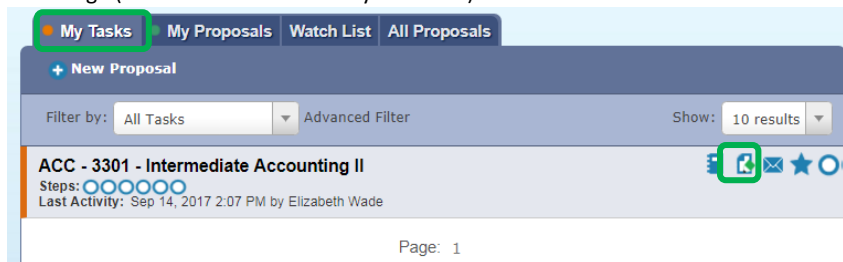 My Tasks My Proposals Watch List All Proposals
New Proposal
Filter by: All Tasks Advanced Filter Show: 10 results
ACC - 3301 - Intermediate Accounting II
Steps:
Last Activity: Sep 14, 2017 2:07 PM by Elizabeth Wade
Page: 1